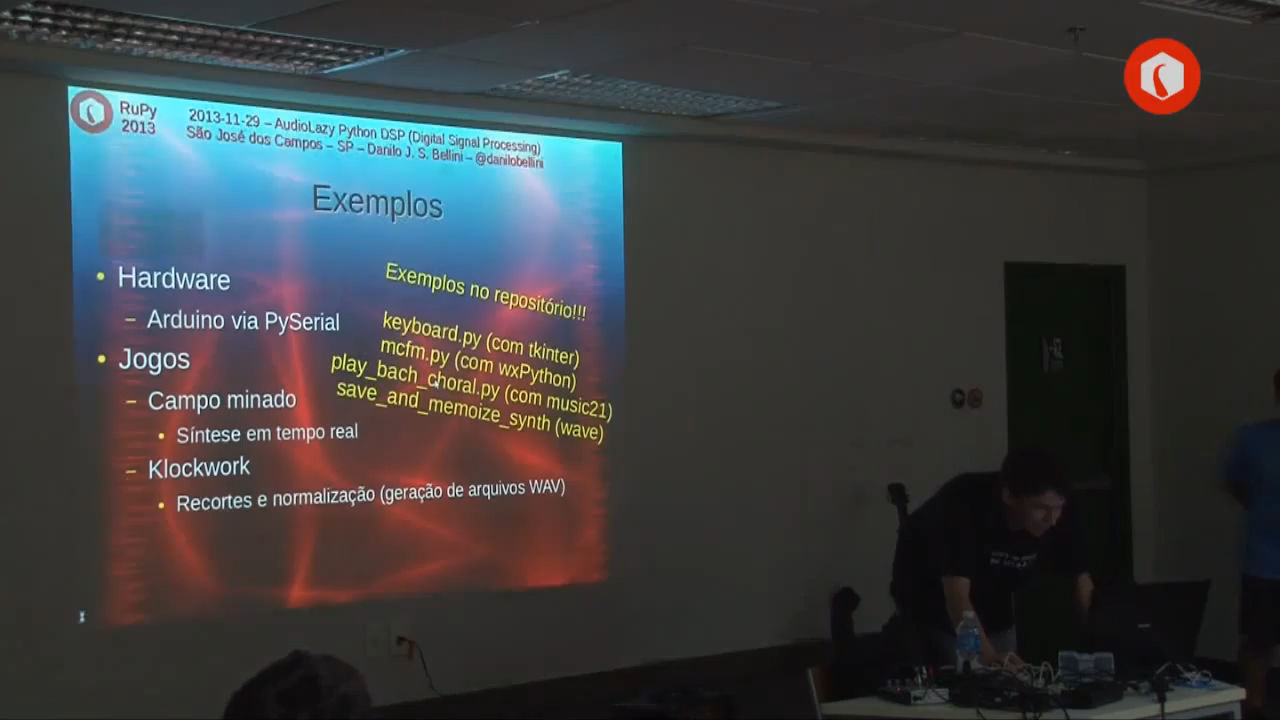 RuPy
2013
2013-11-29 – AudioLazy Python DSP (Digital Signal Processing)
São José dos Campos – SP – Danilo J. S. Bellini – @danilobellini
Exemplos
• Hardware
– Arduino via PySerial
• Jogos
– Campo minado
• Síntese em tempo real
– Klockwork
• Recortes e normalização (geração de arquivos WAV)
Exemplos no repositório!!!
keyboard.py (com tkinter)
mcfm.py (com wxPython)
play_bach_choral.py (com music21)
save_and_memoize_synth (wave)